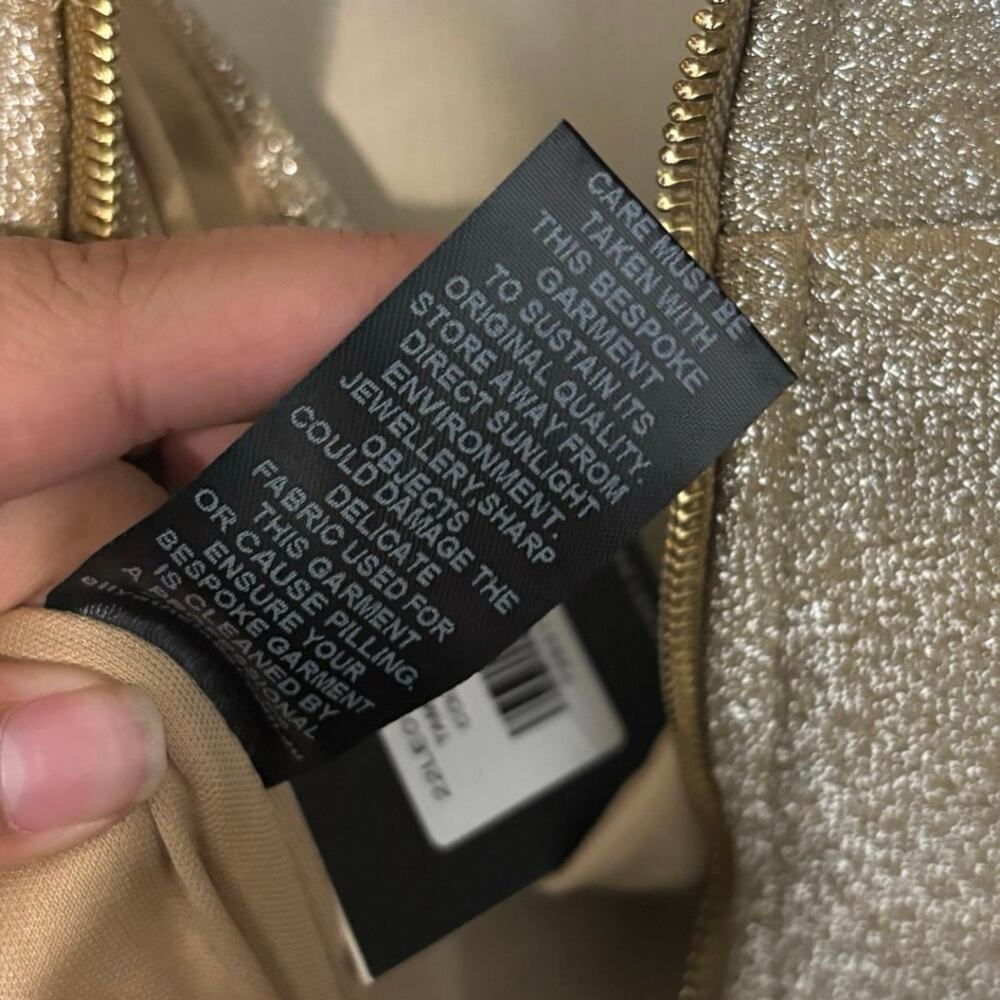 CARE MUST BE
TAKEN WITH
THIS BESPOKE
GARMENT
TO SUSTAIN ITS
ORIGINAL QUALITY.
STORE AWAY FROM
DIRECT SUNLIGHT
ENVIRONMENT.
JEWELLERY, SHARP
OBJECTS
COULD DAMAGE THE
DELICATE
FABRIC USED FOR
THIS GARMENT
OR CAUSE PILLING.
ENSURE YOUR
BESPOKE GARMENT
IS CLEANED BY
A PROFESSIONAL
22LEO